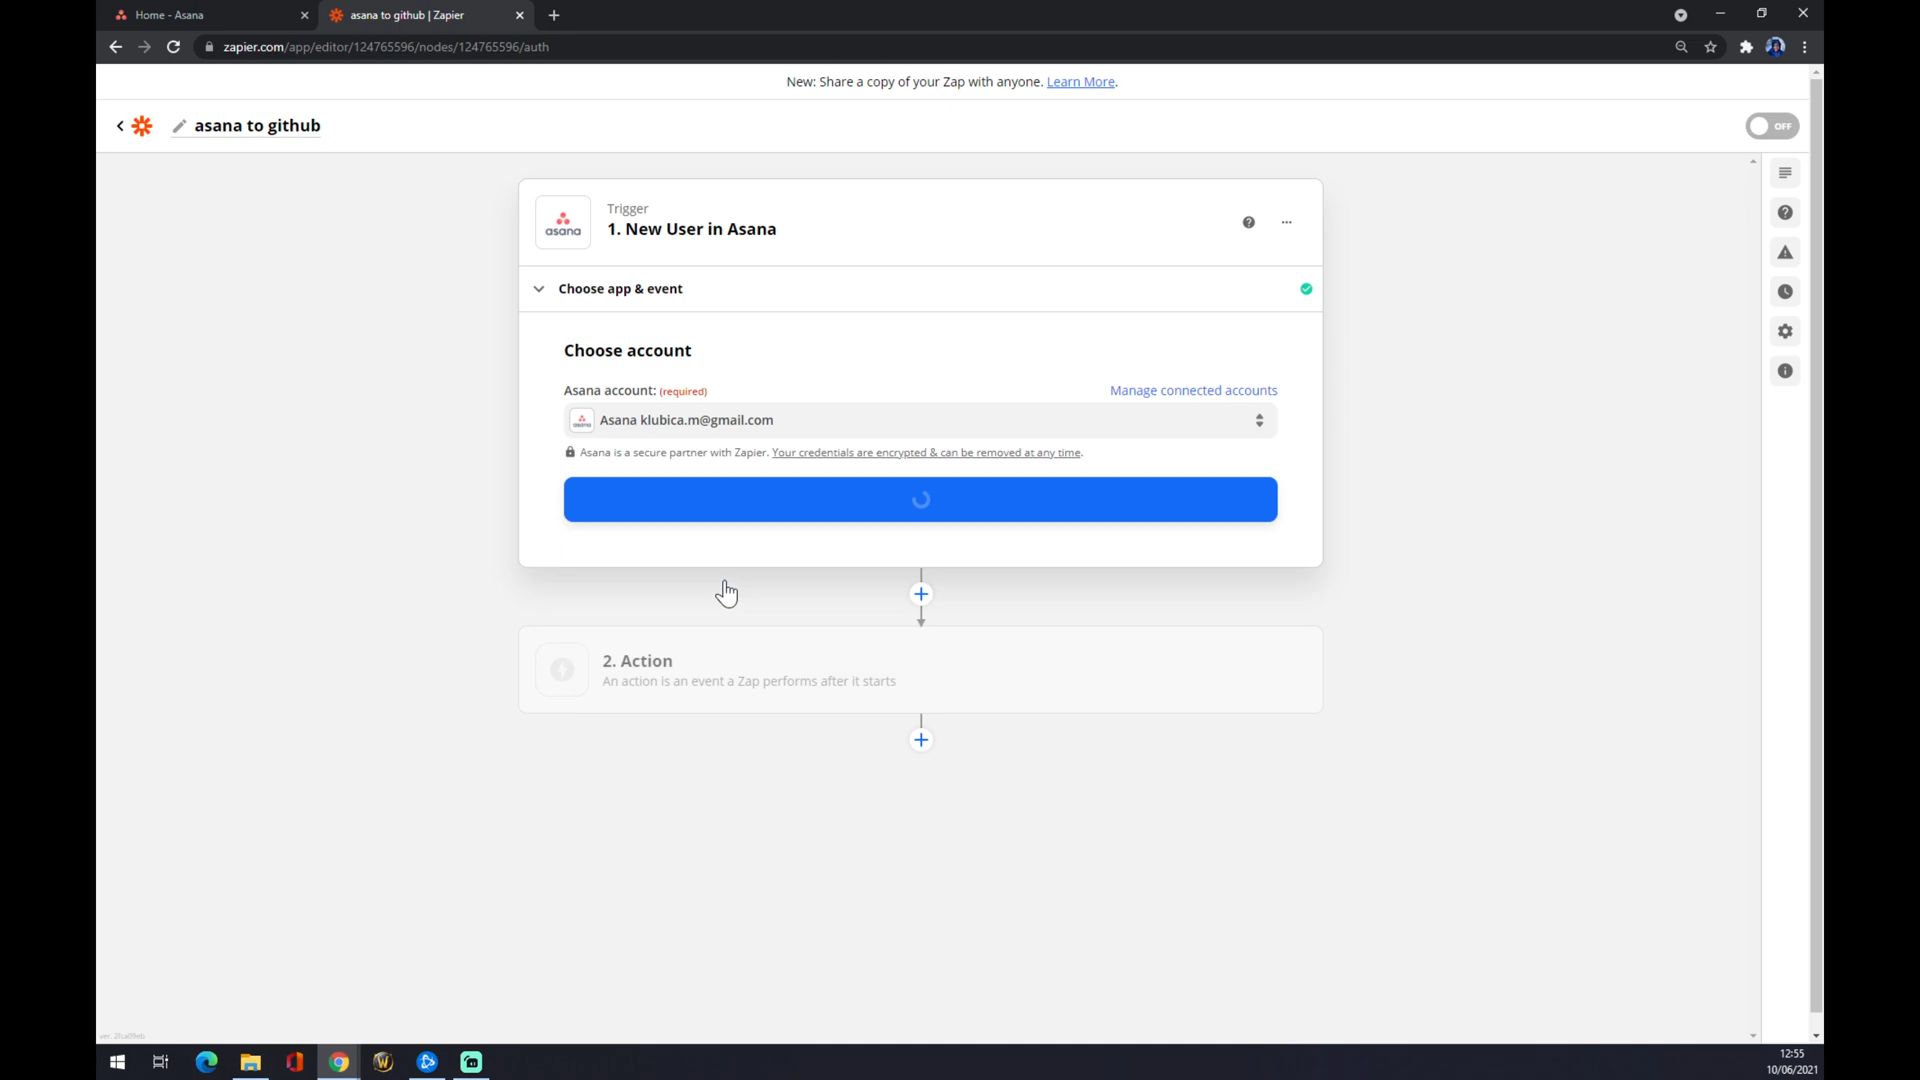 Home - Asana
asana to github | Zapier
zapier.com/app/editor/124765596/nodes/124765596/auth
New: Share a copy of your Zap with anyone. Learn More.
asana to github
OFF
asana
Trigger
1. New User in Asana
Choose app & event
Choose account
Asana account: (required)
Manage connected accounts
asana
Asana klubica.m@gmail.com
Asana is a secure partner with Zapier. Your credentials are encrypted & can be removed at any time.
2. Action
An action is an event a Zap performs after it starts
12:55
10/06/2021